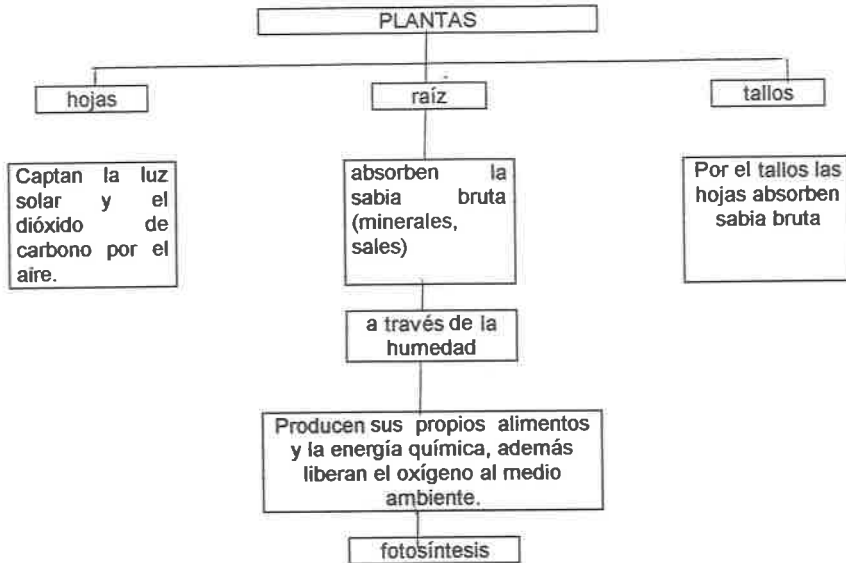 PLANTAS
hojas
raíz
tallos
Captan la luz
solar y el
dióxido de
carbono por el
aire.
absorben la
sabia bruta
(minerales,
sales)
Por el tallos las
hojas absorben
sabia bruta
a través de la
humedad
Producen sus propios alimentos
y la energía química, además
liberan el oxígeno al medio
ambiente.
fotosíntesis